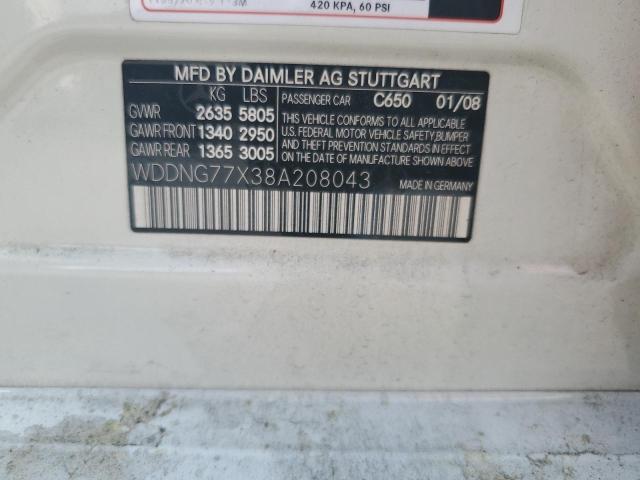 420 KPA, 60 PSI
MFD BY DAIMLER AG STUTTGART
KG LBS
GVWR 2635 5805
GAWR FRONT 1340 2950
GAWR REAR 1365 3005
PASSENGER CAR C650 01/08
THIS VEHICLE CONFORMS TO ALL APPLICABLE
U.S. FEDERAL MOTOR VEHICLE SAFETY, BUMPER
AND THEFT PREVENTION STANDARDS IN EFFECT
ON THE DATE OF MANUFACTURE SHOWN ABOVE
WDDNG77X38A208043 MADE IN GERMANY